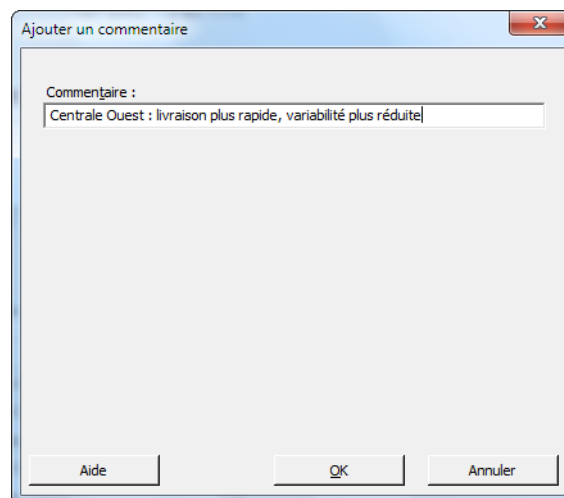 Ajouter un commentaire
Commentaire :
Centrale Ouest : livraison plus rapide, variabilité plus réduite
Aide
OK
Annuler